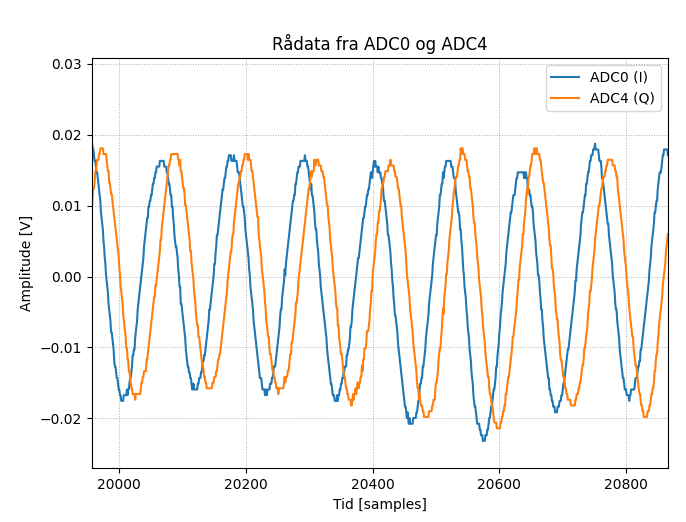 Rådata fra ADC0 og ADC4
ADC0 (I)
ADC4 (Q)
Amplitude [V]
0.03
0.02
0.01
0.00
−0.01
−0.02
20000
20200
20400
20600
20800
Tid [samples]